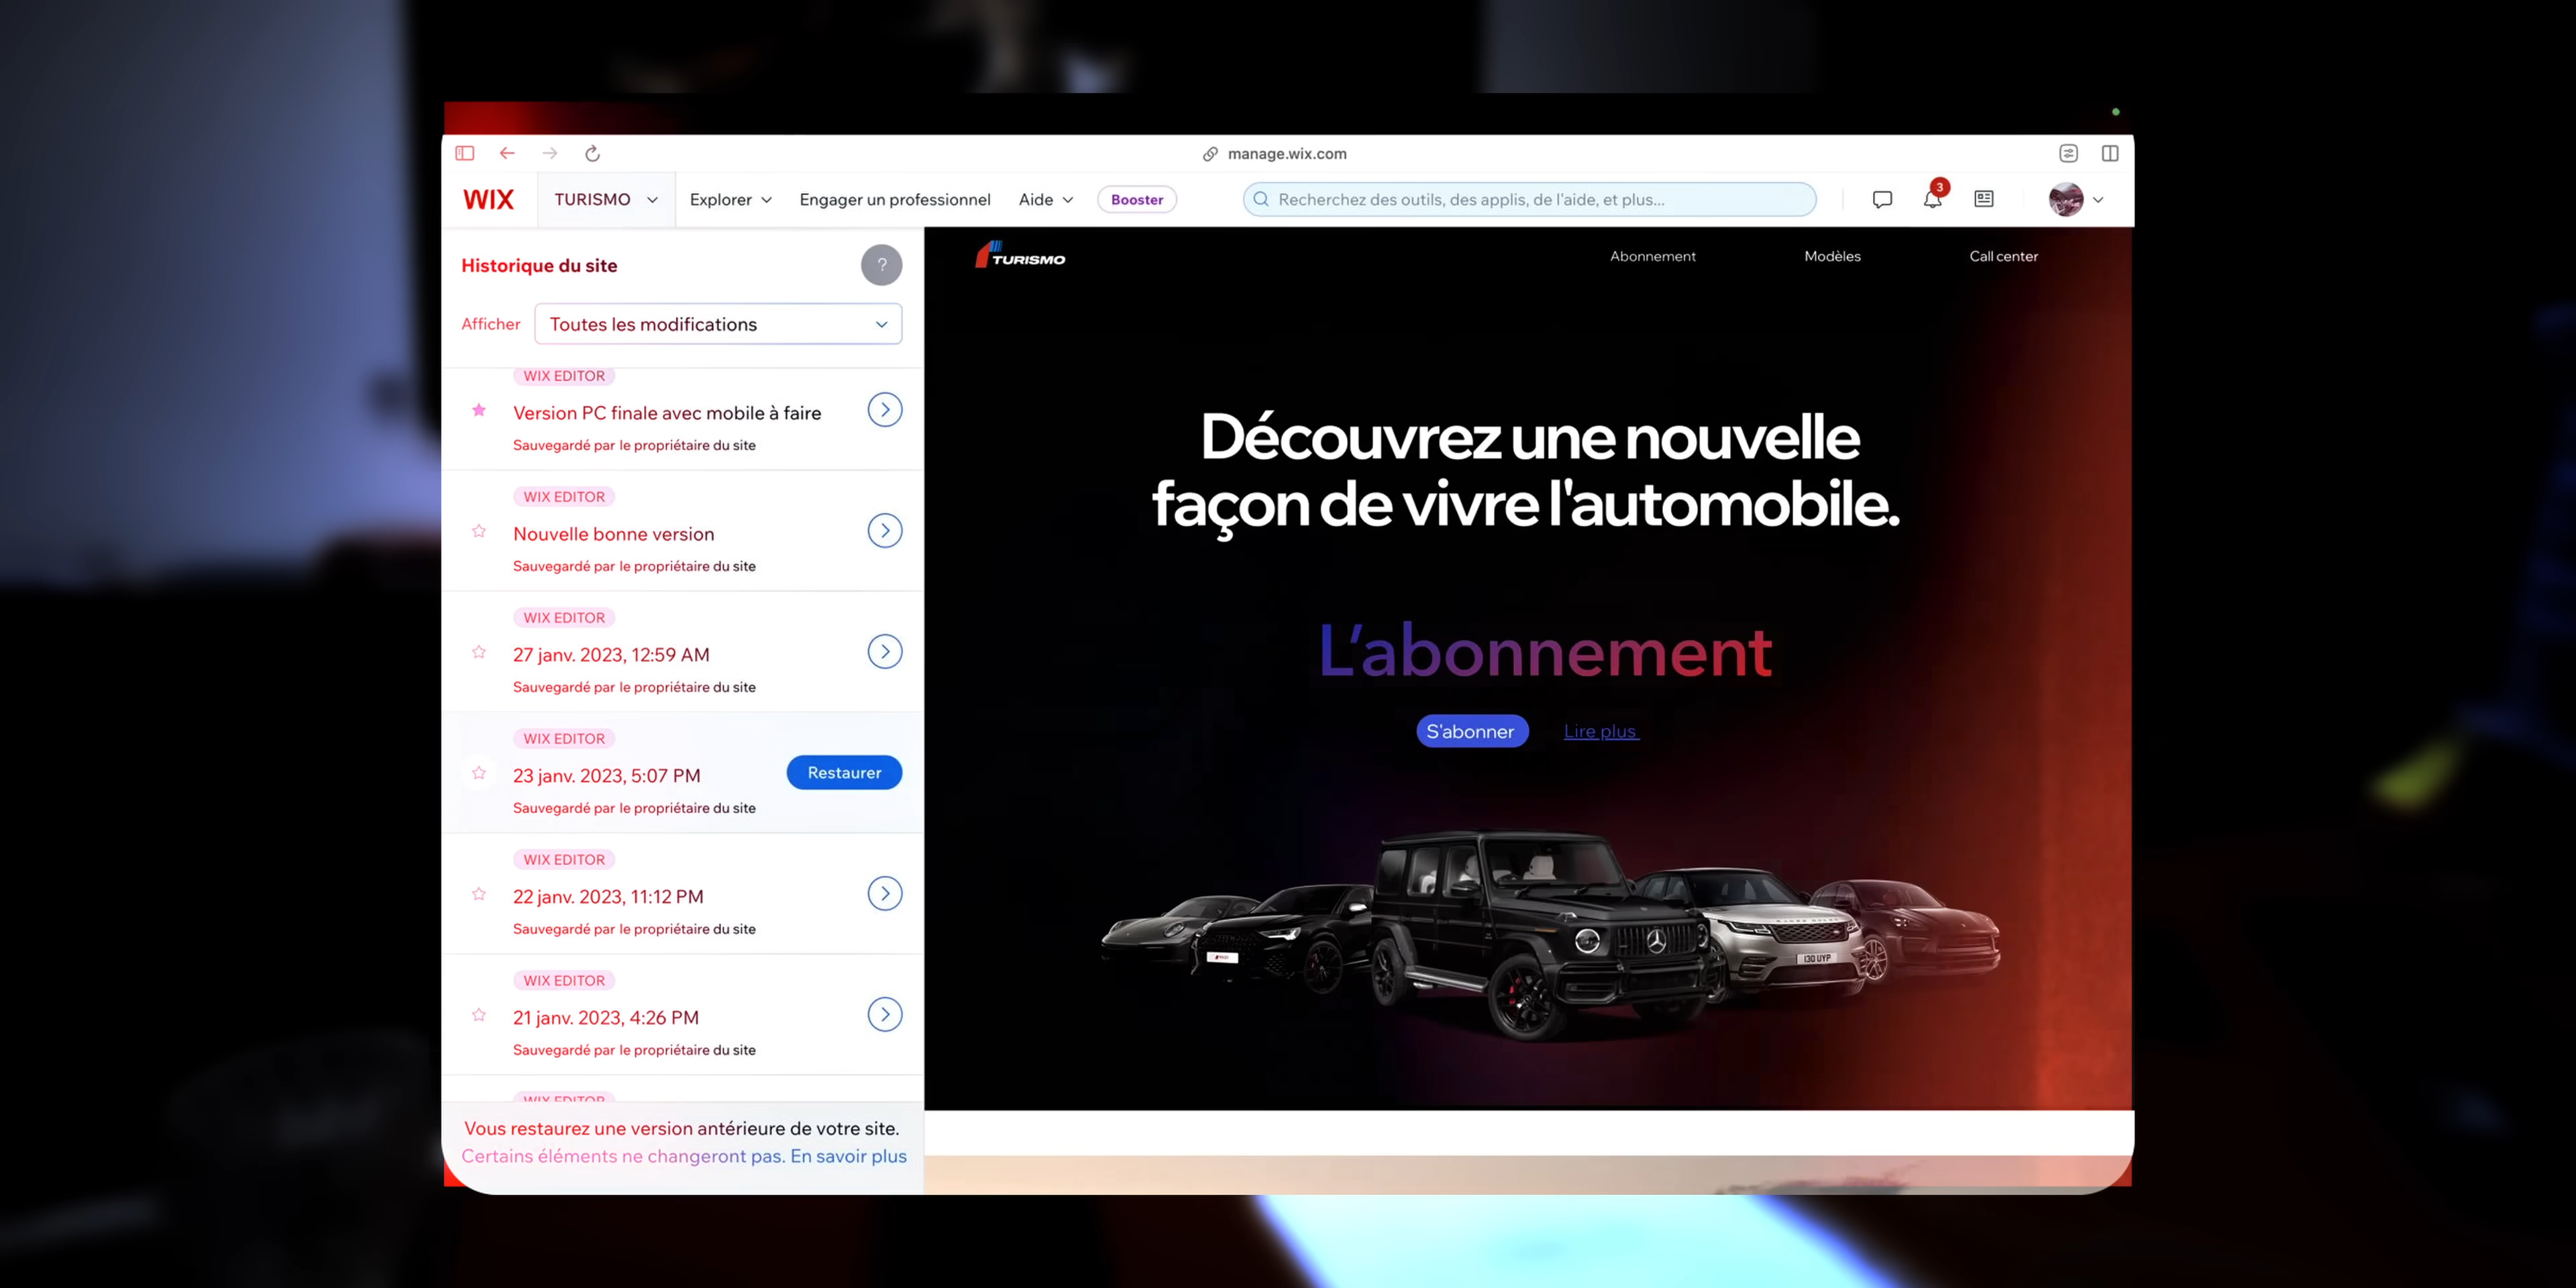 manage.wix.com
WIX
TURISMO
Explorer
Engager un professionnel
Aide
Booster
Recherchez des outils, des applis, de l'aide, et plus...
3
Historique du site
?
Afficher
Toutes les modifications
WIX EDITOR
Version PC finale avec mobile à faire
Sauvegardé par le propriétaire du site
WIX EDITOR
Nouvelle bonne version
Sauvegardé par le propriétaire du site
WIX EDITOR
27 janv. 2023, 12:59 AM
Sauvegardé par le propriétaire du site
WIX EDITOR
23 janv. 2023, 5:07 PM
Restaurer
Sauvegardé par le propriétaire du site
WIX EDITOR
22 janv. 2023, 11:12 PM
Sauvegardé par le propriétaire du site
WIX EDITOR
21 janv. 2023, 4:26 PM
Sauvegardé par le propriétaire du site
WIX EDITOR
Vous restaurez une version antérieure de votre site.
Certains éléments ne changeront pas. En savoir plus
TURISMO
Abonnement
Modèles
Call center
Découvrez une nouvelle
façon de vivre l'automobile.
L’abonnement
S'abonner
Lire plus
130 UYP